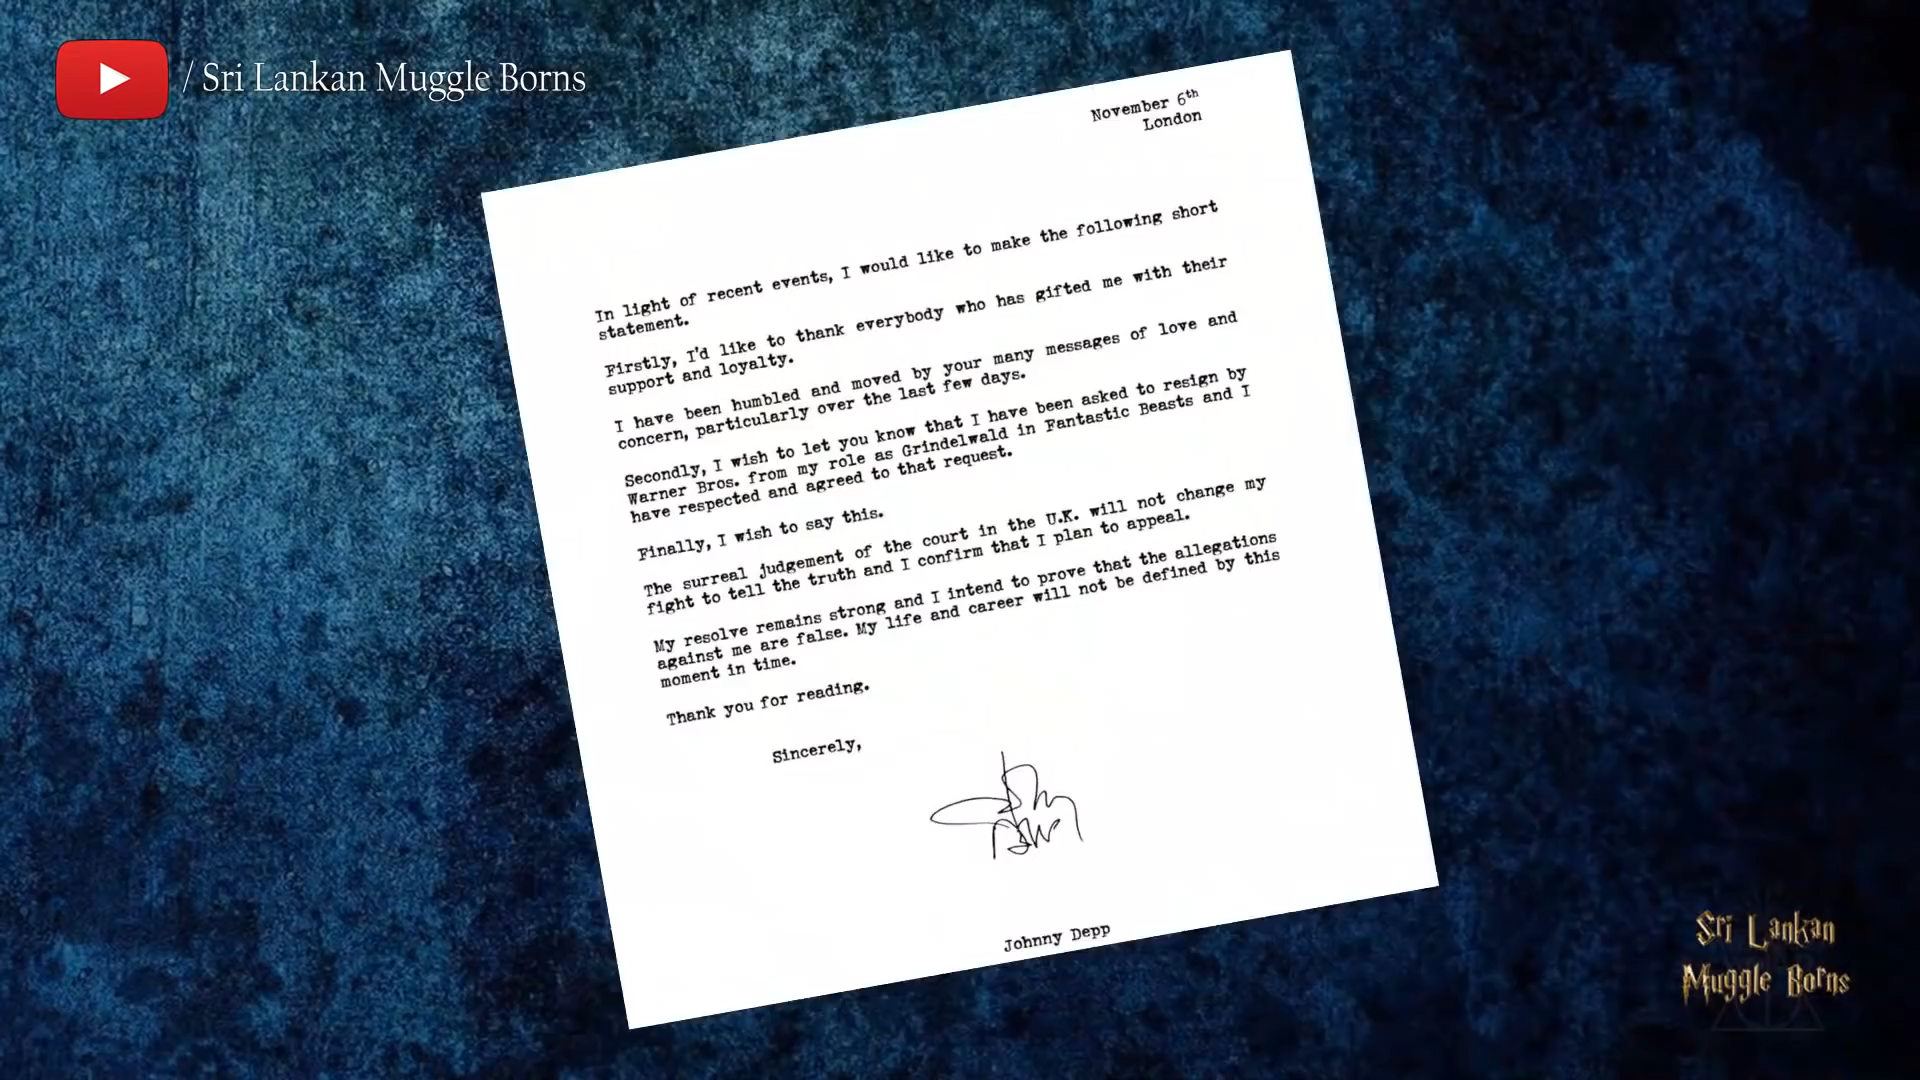 / Sri Lankan Muggle Borns
November 6th
London
In light of recent events, I would like to make the following short
statement.
Firstly, I'd like to thank everybody who has gifted me with their
support and loyalty.
I have been humbled and moved by your many messages of love and
concern, particularly over the last few days.
Secondly, I wish to let you know that I have been asked to resign by
Warner Bros. from my role as Grindelwald in Fantastic Beasts and I
have respected and agreed to that request.
Finally, I wish to say this.
The surreal judgement of the court in the U.K. will not change my
fight to tell the truth and I confirm that I plan to appeal.
My resolve remains strong and I intend to prove that the allegations
against me are false. My life and career will not be defined by this
moment in time.
Thank you for reading.
Sincerely,
Johnny Depp
Sri Lankan
Muggle Borns